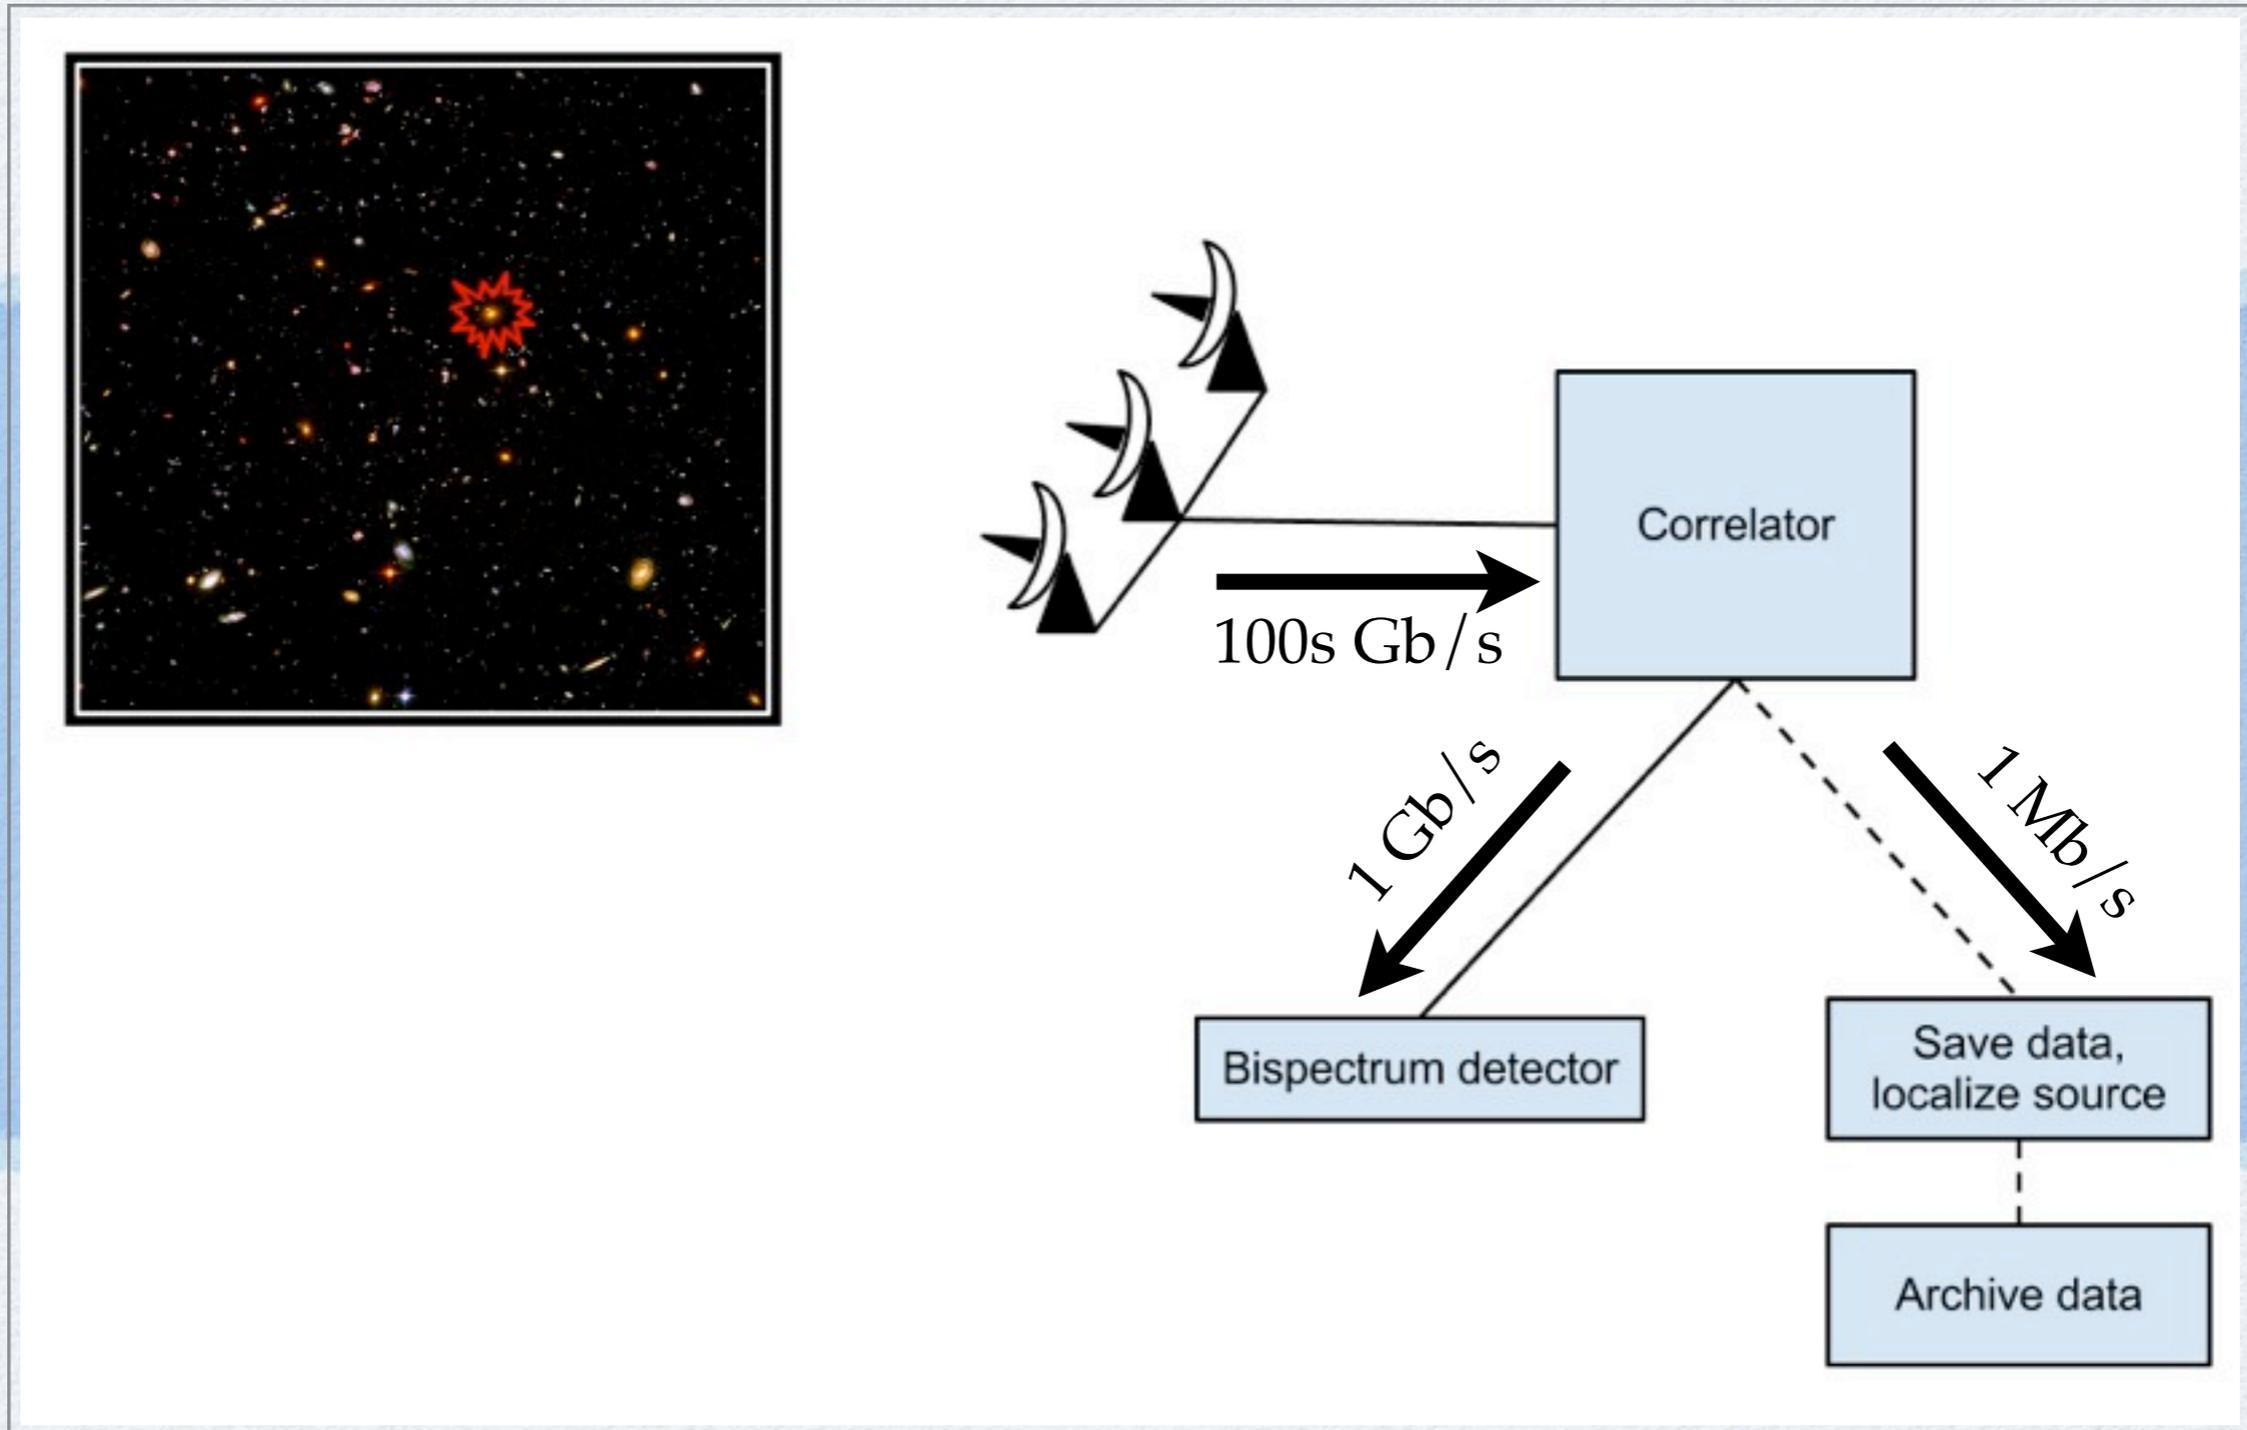 Correlator
100s Gb/s
1 Gb/s
1 Mb/s
Bispectrum detector
Save data,
localize source
Archive data